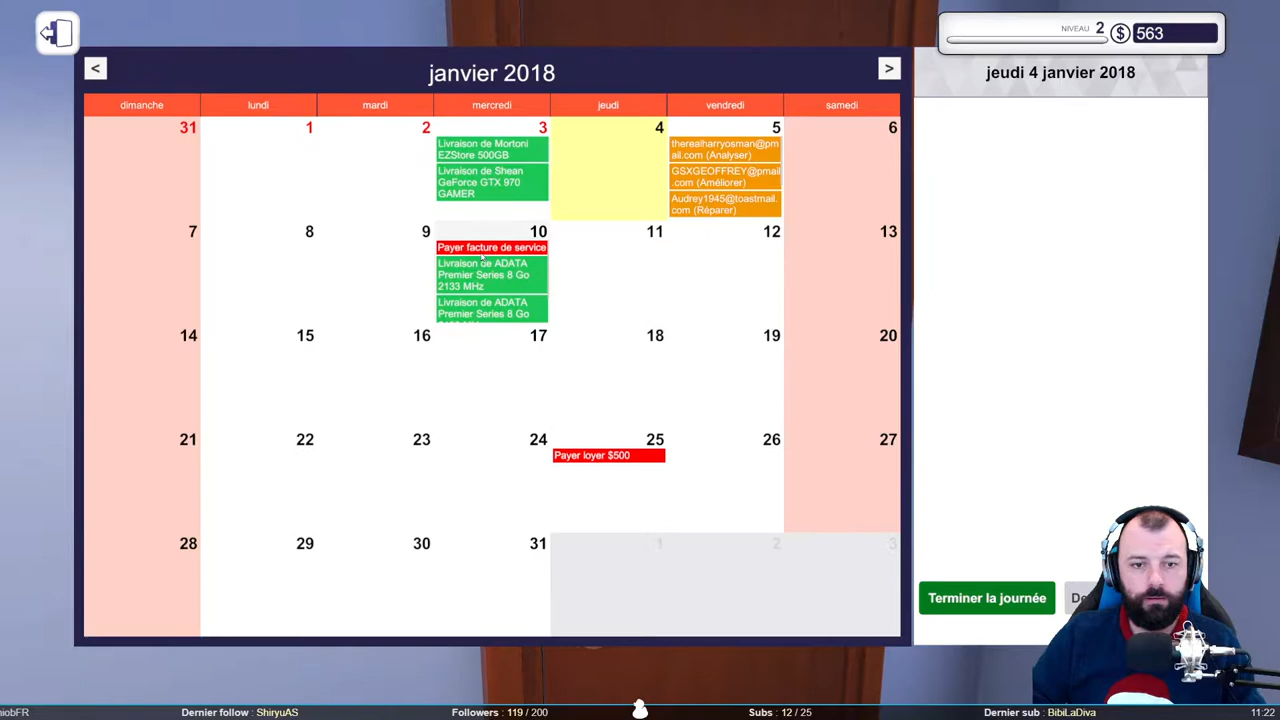 NIVEAU 2 $ 563
< janvier 2018 >
jeudi 4 janvier 2018
dimanche lundi mardi mercredi jeudi vendredi samedi
31 1 2 3 4 5 6
Livraison de Mortoni
EZStore 500GB
Livraison de Shean
GeForce GTX 970
GAMER
therealharryosman@pm
ail.com (Analyser)
GSXGEOFFREY@pmail
.com (Améliorer)
Audrey1945@toastmail.
com (Réparer)
7 8 9 10 11 12 13
Payer facture de service
Livraison de ADATA
Premier Series 8 Go
2133 MHz
Livraison de ADATA
Premier Series 8 Go
14 15 16 17 18 19 20
21 22 23 24 25 26 27
Payer loyer $500
28 29 30 31 1 2 3
Terminer la journée
Dernier follow : ShiryuAS Followers : 119 / 200 Subs : 12 / 25 Dernier sub : BibiLaDiva 11:22